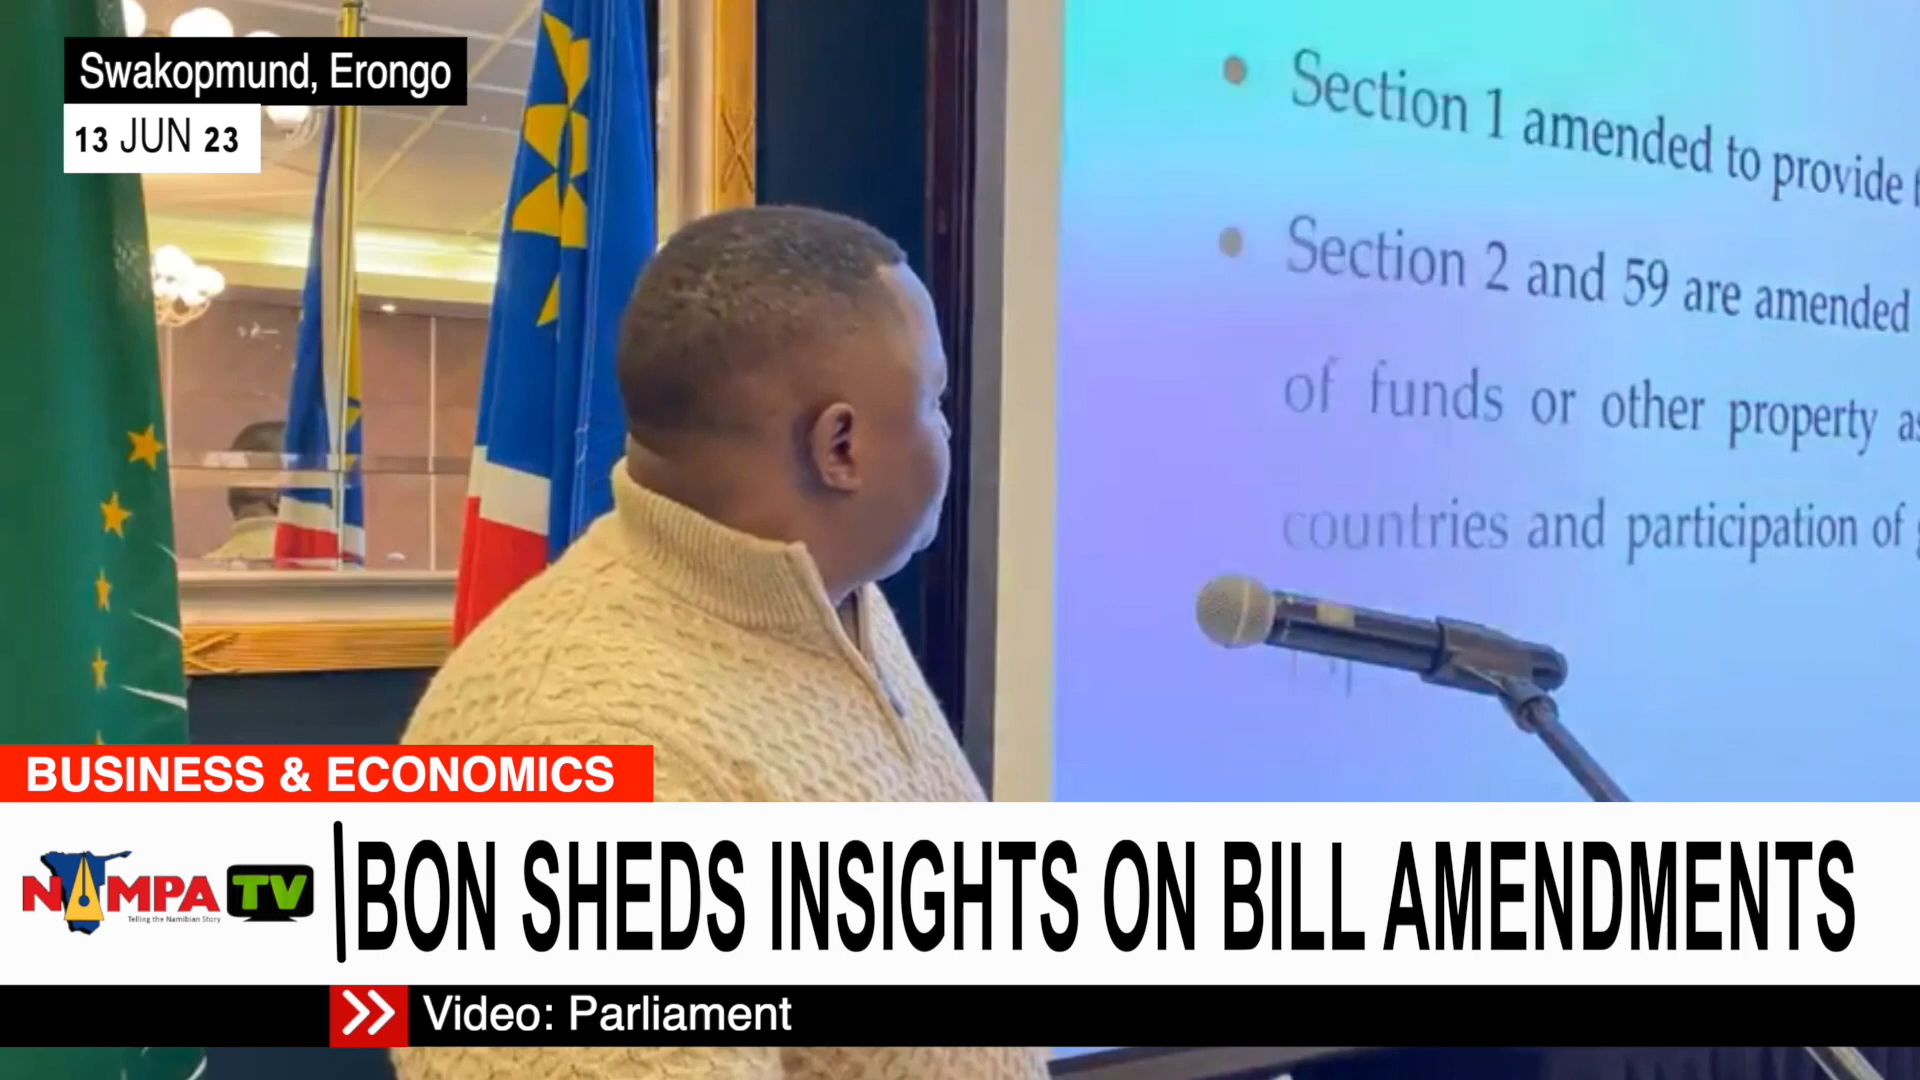 Swakopmund, Erongo
13 JUN 23
Section 1 amended to provide
Section 2 and 59 are amended
of funds or other property as
countries and participation of
BUSINESS & ECONOMICS
NAMPA TV
Telling the Namibian Story
BON SHEDS INSIGHTS ON BILL AMENDMENTS
Video: Parliament